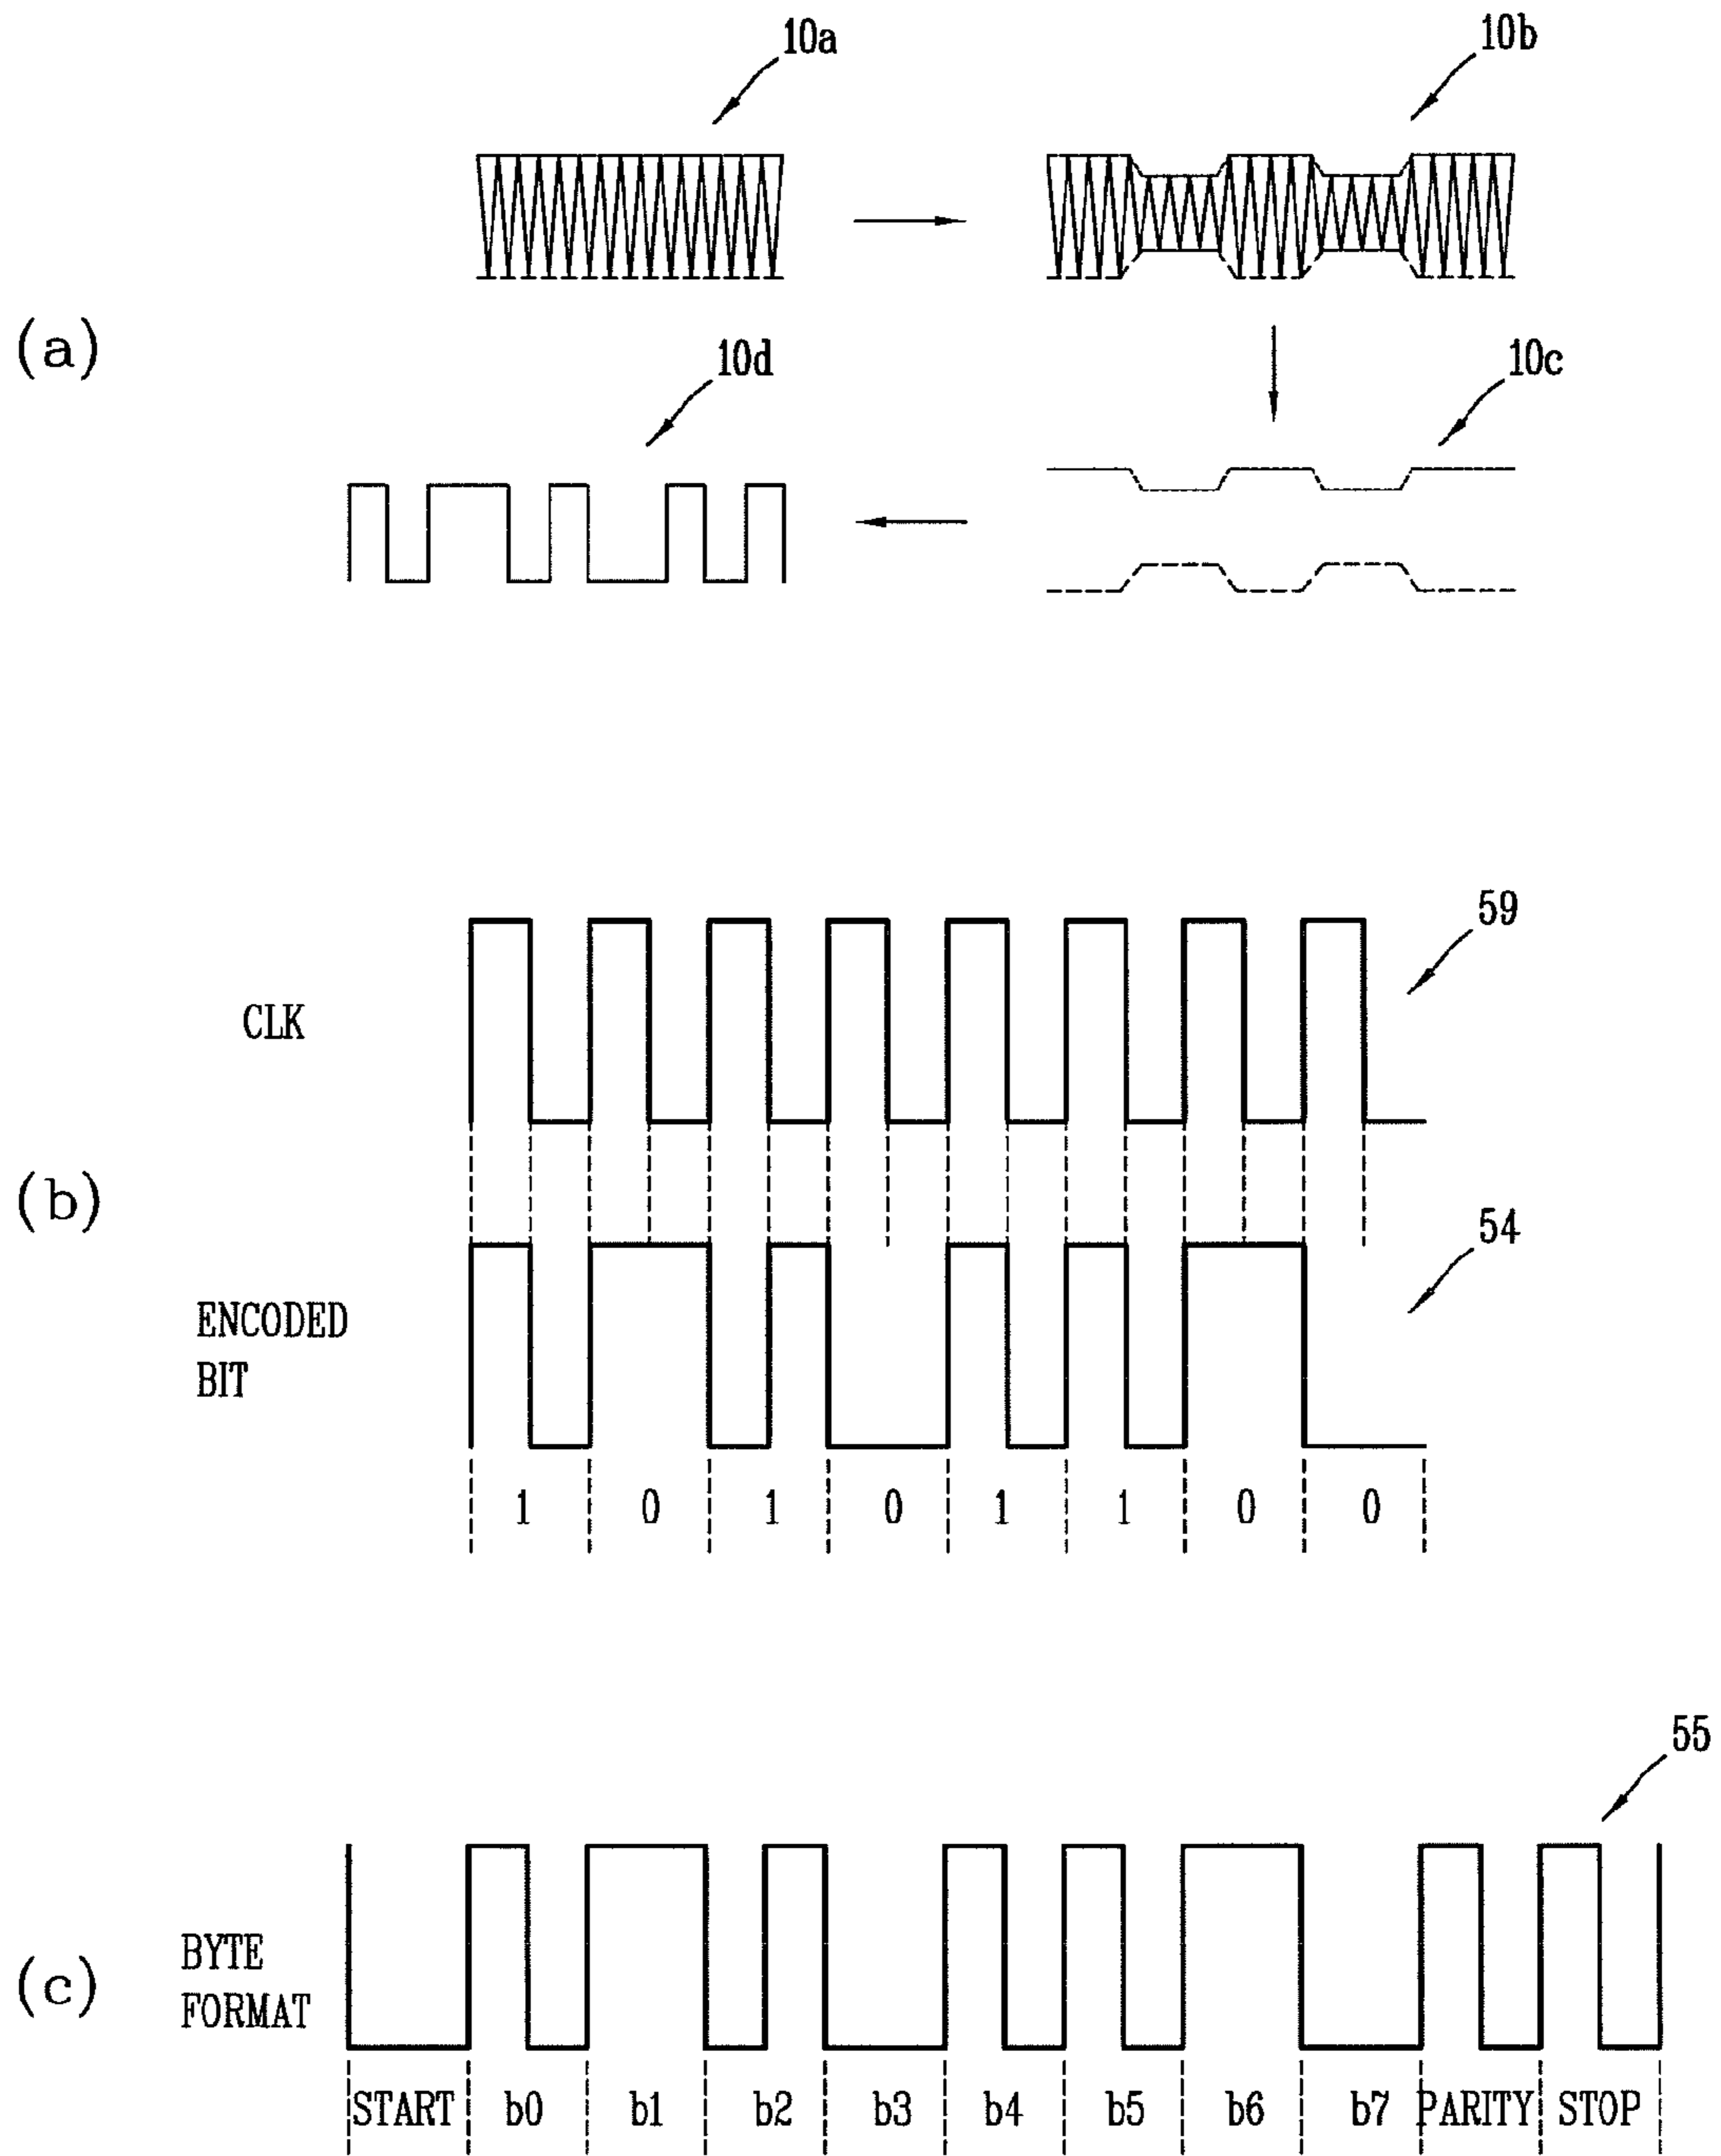 10a
10b
(a)
10d
10c
59
CLK
(b)
54
ENCODED
BIT
1 0 1 0 1 1 0 0
55
(c)
BYTE
FORMAT
START b0 b1 b2 b3 b4 b5 b6 b7 PARITY STOP